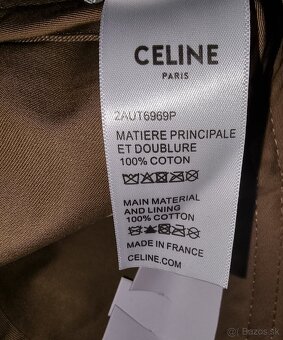 CELINE
PARIS
2AUT6969P
MATIERE PRINCIPALE
ET DOUBLURE
100% COTON
MAIN MATERIAL
AND LINING
100% COTTON
MADE IN FRANCE
CELINE.COM
Bazos.sk